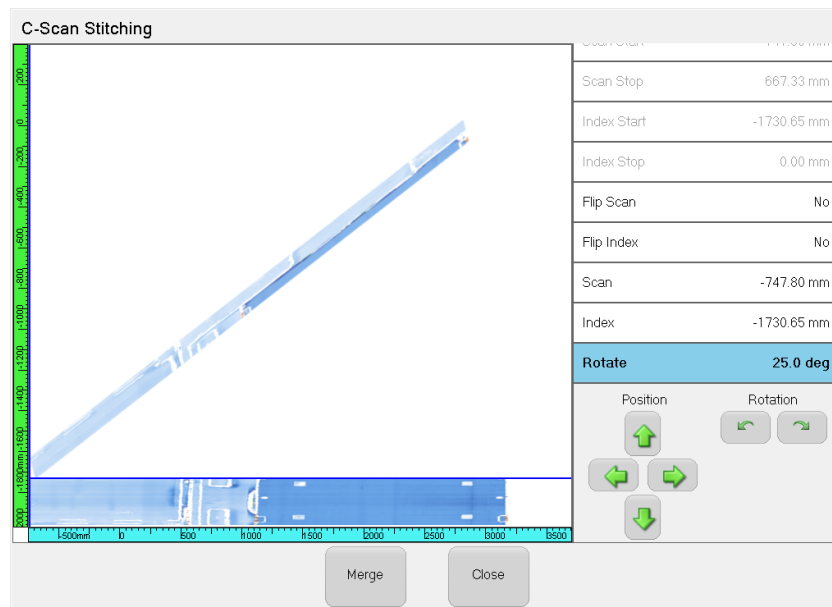 C-Scan Stitching
Scan Stop 667.33 mm
Index Start -1730.65 mm
Index Stop 0.00 mm
Flip Scan No
Flip Index No
Scan -747.80 mm
Index -1730.65 mm
Rotate 25.0 deg
Position Rotation
200
0
-200
-400
-600
-800
-1000
-1200
-1400
-1600
-1800mm
2000
-500mm 0 500 1000 1500 2000 2500 3000 3500
Merge Close